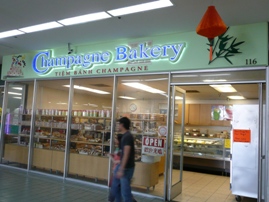 Champagne Bakery
TIỆM BÁNH CHAMPAGNE
116
OPEN